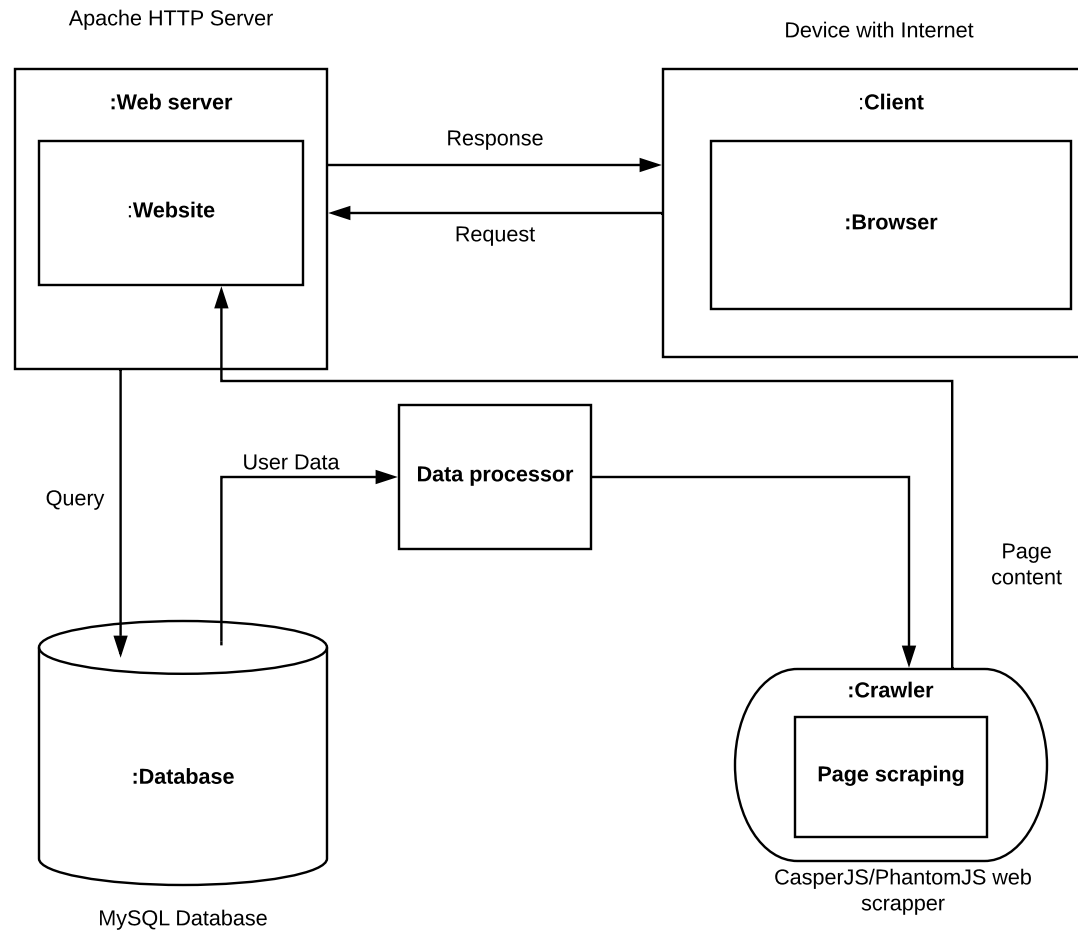 Apache HTTP Server
Device with Internet
:Web server
:Client
Response
:Website
:Browser
Request
User Data
Data processor
Query
Page
content
:Crawler
Page scraping
:Database
CasperJS/PhantomJS web
scrapper
MySQL Database